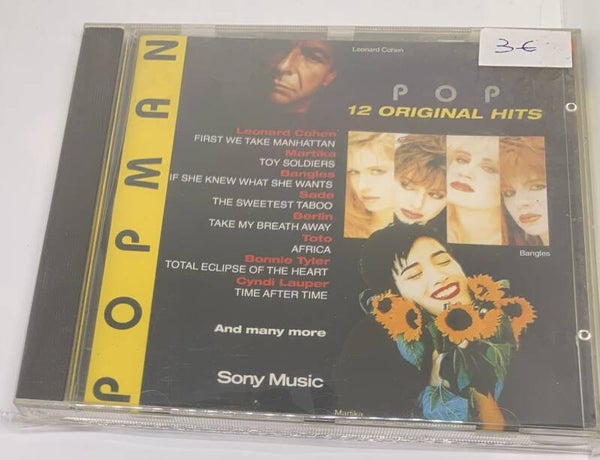 POPMAN
Leonard Cohen
3 €
POP
12 ORIGINAL HITS
Leonard Cohen
FIRST WE TAKE MANHATTAN
Martika
TOY SOLDIERS
Bangles
IF SHE KNEW WHAT SHE WANTS
Sade
THE SWEETEST TABOO
Berlin
TAKE MY BREATH AWAY
Toto
AFRICA
Bonnie Tyler
TOTAL ECLIPSE OF THE HEART
Cyndi Lauper
TIME AFTER TIME
Bangles
And many more
Sony Music
Martika